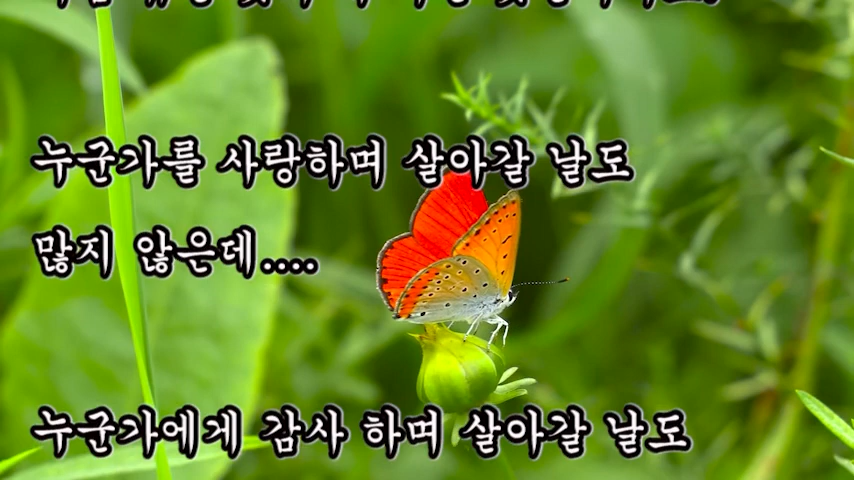 누군가를 사랑하며 살아갈 날도
많지 않은데....
누군가에게 감사 하며 살아갈 날도